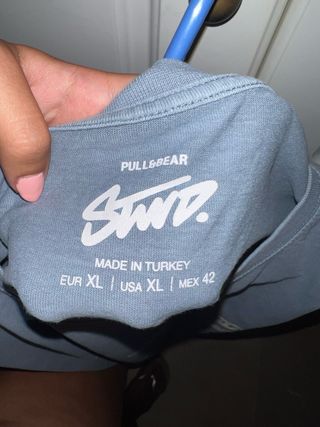 PULL&BEAR
STWD.
MADE IN TURKEY
EUR XL | USA XL | MEX 42